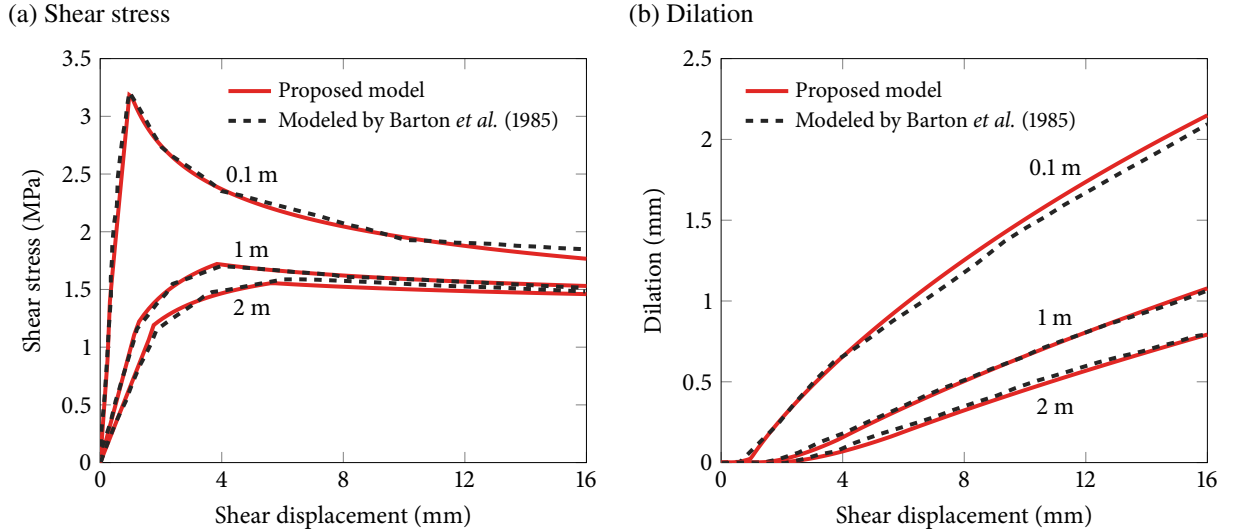 (a) Shear stress
3.5
3
2.5
2
1.5
1
0.5
0
Shear stress (MPa)
Proposed model
Modeled by Barton et al. (1985)
0.1 m
1 m
2 m
0 4 8 12 16
Shear displacement (mm)
(b) Dilation
2.5
2
1.5
1
0.5
0
Dilation (mm)
Proposed model
Modeled by Barton et al. (1985)
0.1 m
1 m
2 m
0 4 8 12 16
Shear displacement (mm)